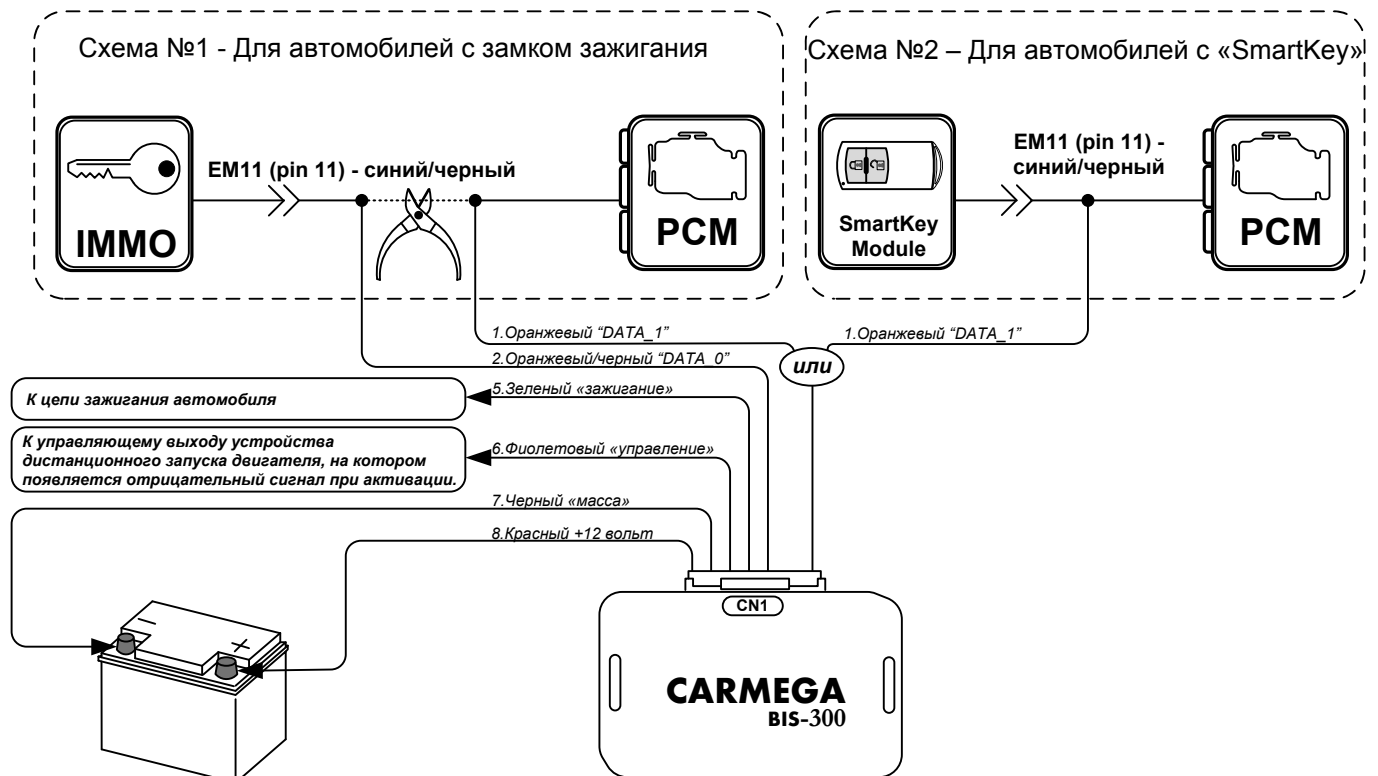 Схема №1 - Для автомобилей с замком зажигания
IMMO
EM11 (pin 11) - синий/черный
PCM
Схема №2 – Для автомобилей с «SmartKey»
SmartKey
Module
EM11 (pin 11) -
синий/черный
PCM
1.Оранжевый “DATA_1”
1.Оранжевый “DATA_1”
2.Оранжевый/черный “DATA_0”
или
5.Зеленый «зажигание»
К цепи зажигания автомобиля
К управляющему выходу устройства
дистанционного запуска двигателя, на котором
появляется отрицательный сигнал при активации.
6.Фиолетовый «управление»
7.Черный «масса»
8.Красный +12 вольт
CN1
CARMEGA
BIS-300